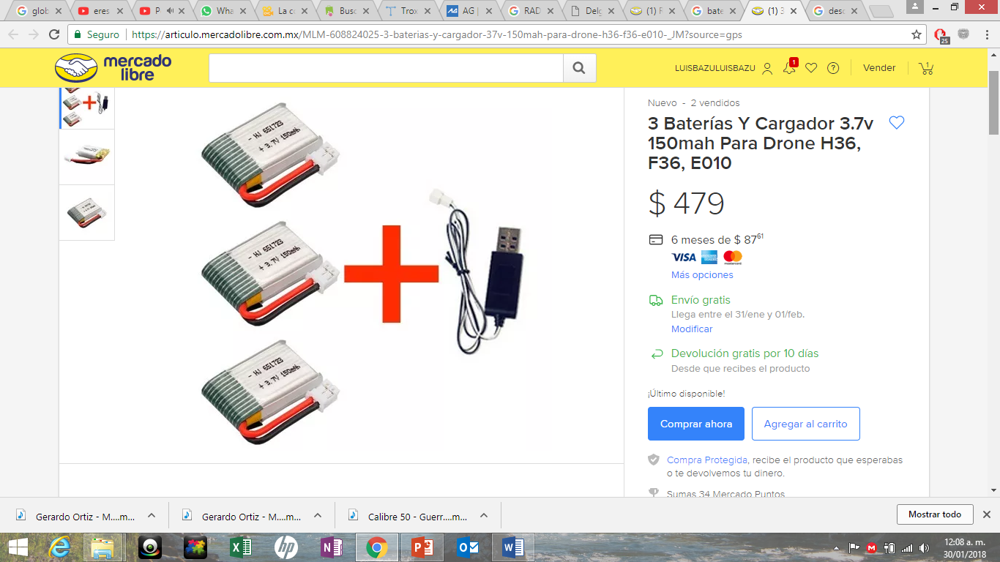 glob
eres
P
Wha
La c
Busc
Trox
AG |
RAD
Delg
(1) F
bate
(1) 3
desc
Seguro
https://articulo.mercadolibre.com.mx/MLM-608824025-3-baterias-y-cargador-37v-150mah-para-drone-h36-f36-e010-_JM?source=gps
25
mercado
libre
LUISBAZULUISBAZU
1
Vender
1
Nuevo - 2 vendidos
3 Baterías Y Cargador 3.7v
150mah Para Drone H36,
F36, E010
$ 479
6 meses de $ 87 61
VISA
mastercard
Más opciones
Envío gratis
Llega entre el 31/ene y 01/feb.
Modificar
Devolución gratis por 10 días
Desde que recibes el producto
¡Último disponible!
Comprar ahora
Agregar al carrito
Compra Protegida, recibe el producto que esperabas
o te devolvemos tu dinero.
Sumas 34 Mercado Puntos
- HJ 651723
+ 3.7V 150mAh
- HJ 651723
+ 3.7V 150mAh
- HJ 651723
+ 3.7V 150mAh
Gerardo Ortiz - M....m...
Gerardo Ortiz - M....m...
Calibre 50 - Guerr....m...
Mostrar todo
12:08 a. m.
30/01/2018